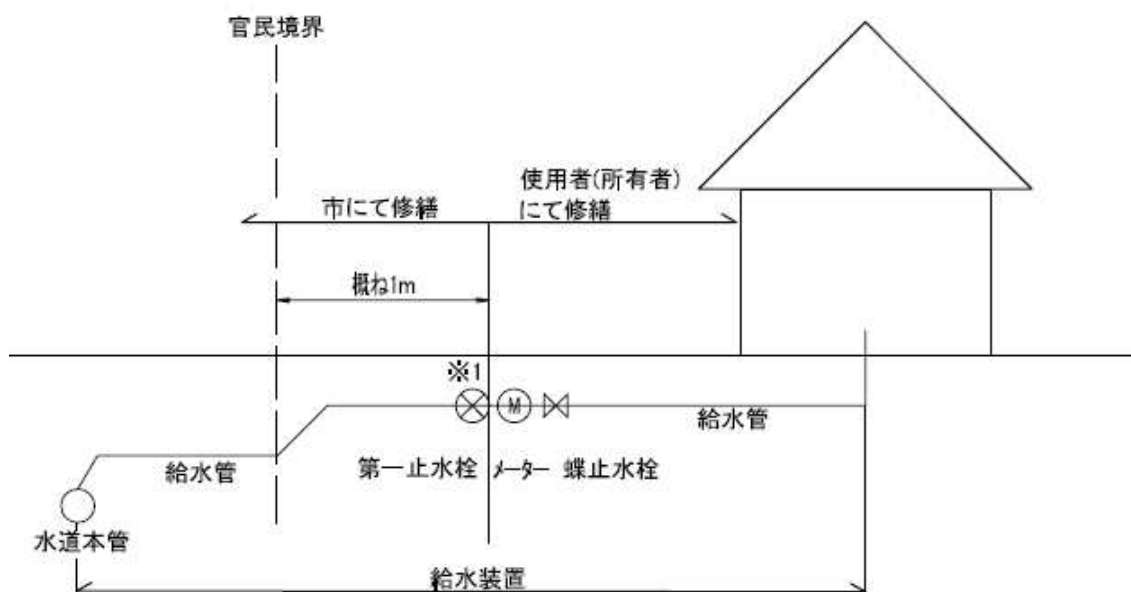 官民境界
使用者(所有者)
市にて修繕
にて修繕
概ね1m
※1
M
給水管
給水管
第一止水栓
メーター
蝶止水栓
水道本管
給水装置